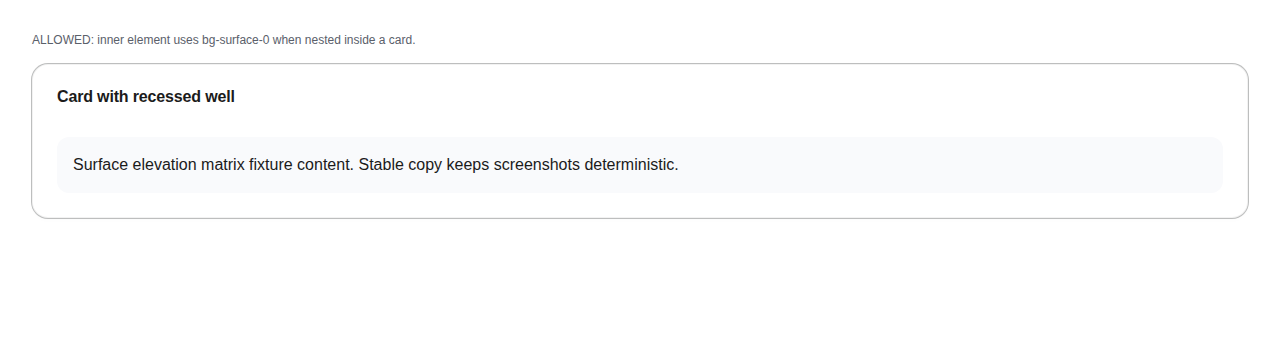 ALLOWED: inner element uses bg-surface-0 when nested inside a card.
Card with recessed well
Surface elevation matrix fixture content. Stable copy keeps screenshots deterministic.